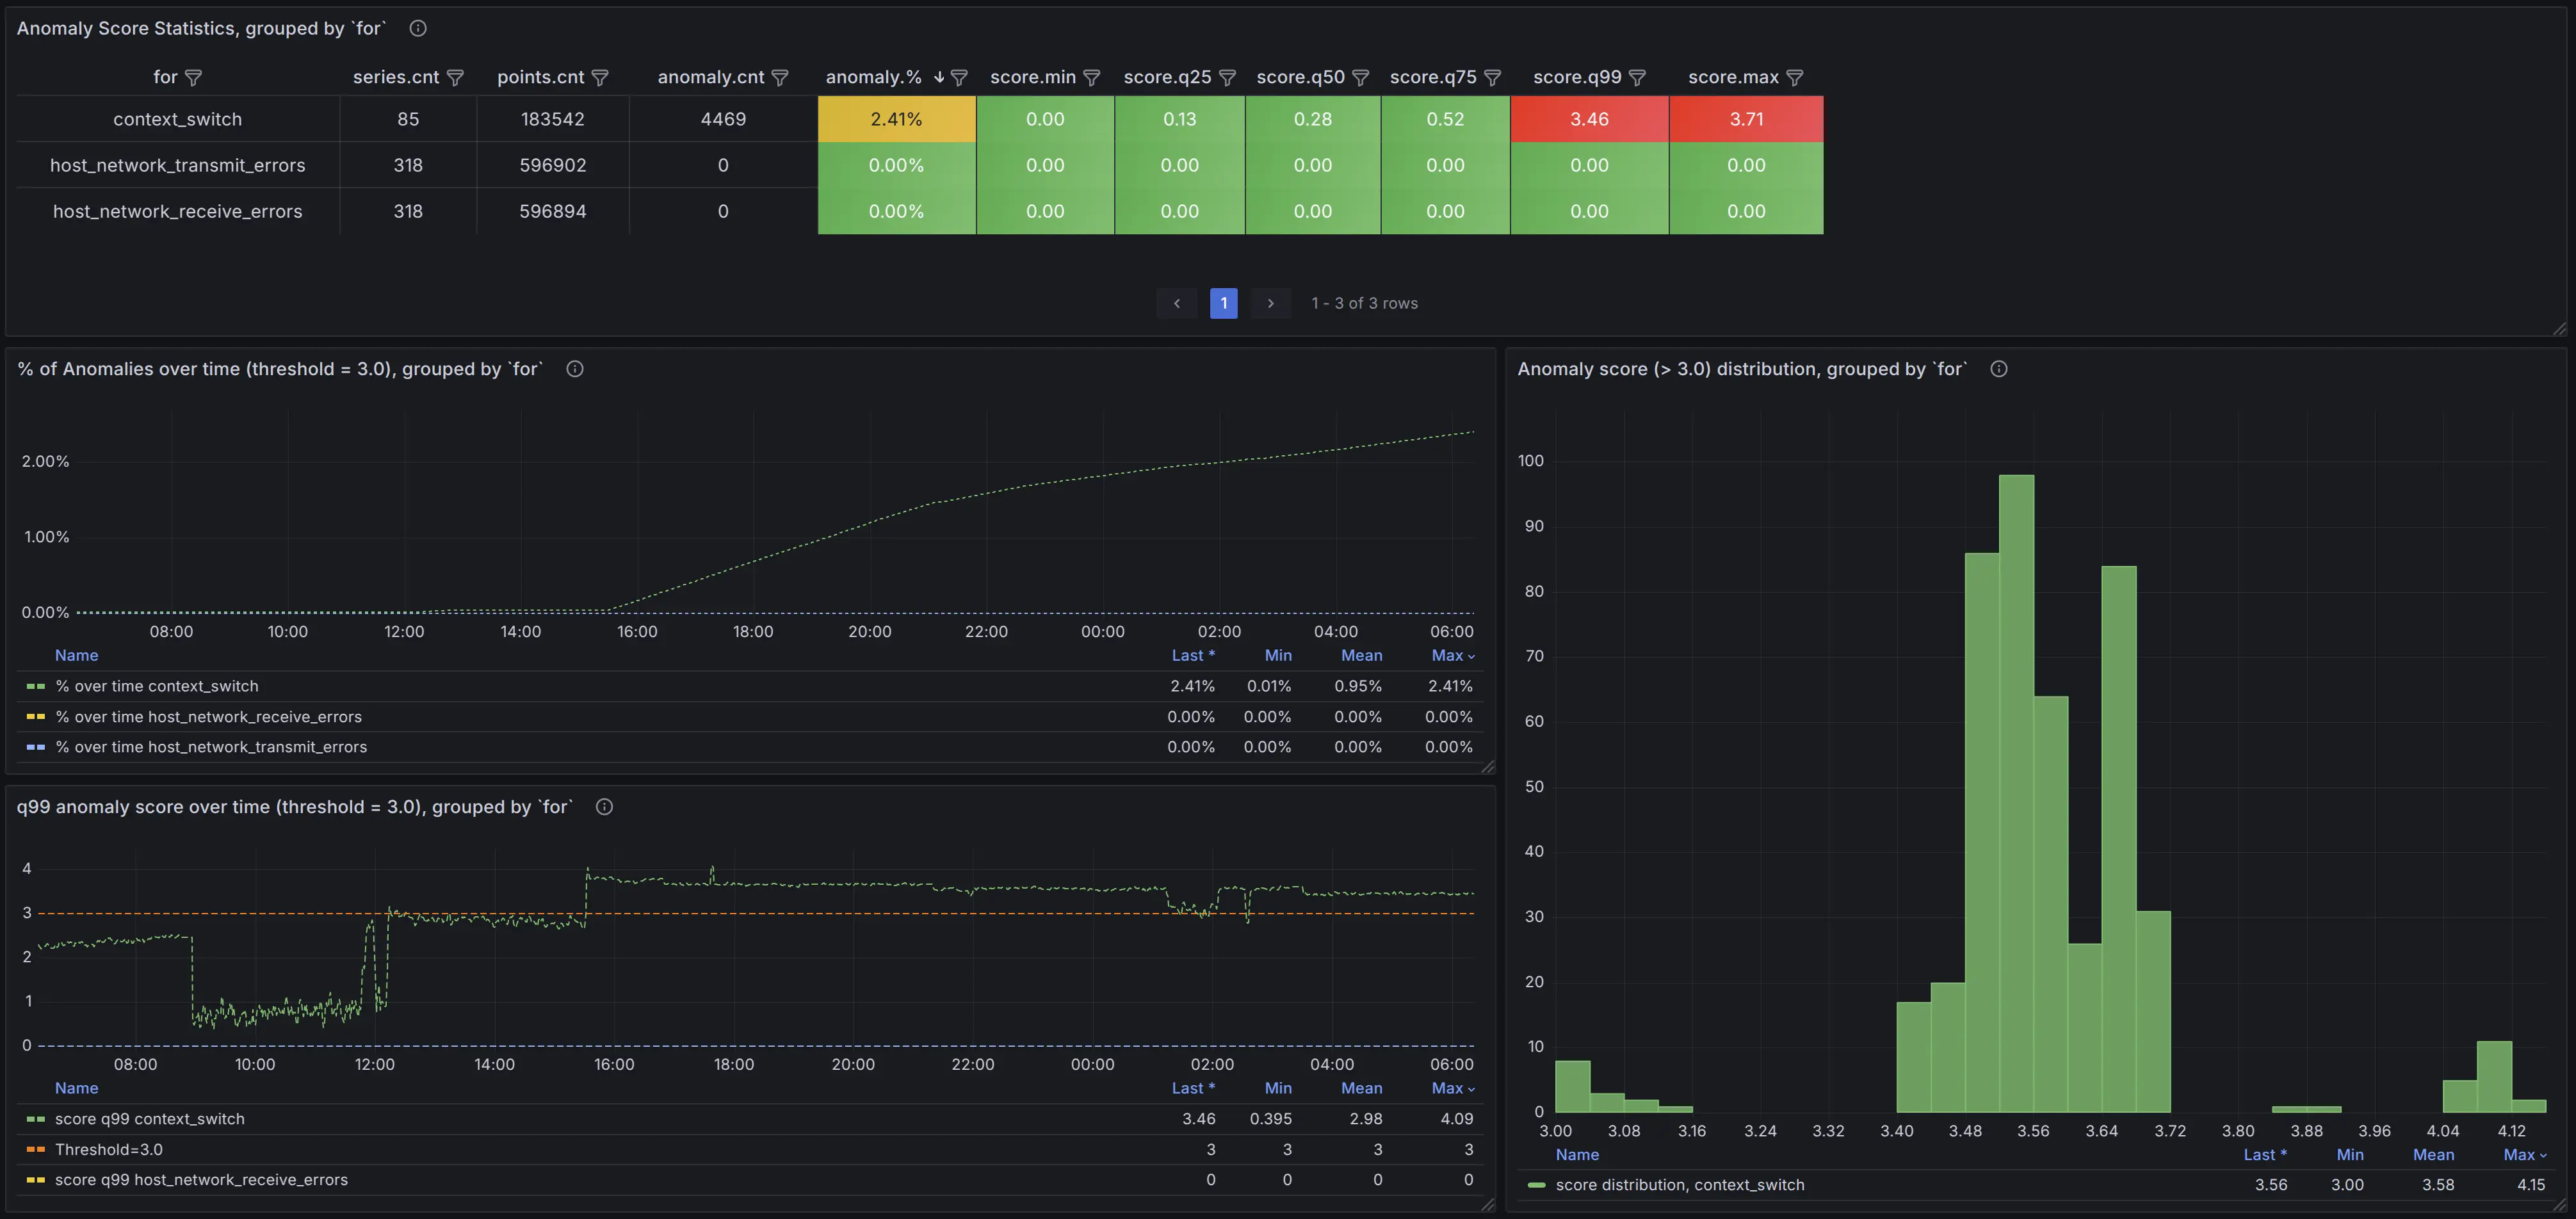 Anomaly Score Statistics, grouped by `for`
for series.cnt points.cnt anomaly.cnt anomaly.% score.min score.q25 score.q50 score.q75 score.q99 score.max
context_switch 85 183542 4469 2.41% 0.00 0.13 0.28 0.52 3.46 3.71
host_network_transmit_errors 318 596902 0 0.00% 0.00 0.00 0.00 0.00 0.00 0.00
host_network_receive_errors 318 596894 0 0.00% 0.00 0.00 0.00 0.00 0.00 0.00
1
1 - 3 of 3 rows
% of Anomalies over time (threshold = 3.0), grouped by `for`
2.00%
1.00%
0.00%
08:00 10:00 12:00 14:00 16:00 18:00 20:00 22:00 00:00 02:00 04:00 06:00
Name Last * Min Mean Max
% over time context_switch 2.41% 0.01% 0.95% 2.41%
% over time host_network_receive_errors 0.00% 0.00% 0.00% 0.00%
% over time host_network_transmit_errors 0.00% 0.00% 0.00% 0.00%
q99 anomaly score over time (threshold = 3.0), grouped by `for`
4
3
2
1
0
08:00 10:00 12:00 14:00 16:00 18:00 20:00 22:00 00:00 02:00 04:00 06:00
Name Last * Min Mean Max
score q99 context_switch 3.46 0.395 2.98 4.09
Threshold=3.0 3 3 3 3
score q99 host_network_receive_errors 0 0 0 0
Anomaly score (> 3.0) distribution, grouped by `for`
100
90
80
70
60
50
40
30
20
10
0
3.00 3.08 3.16 3.24 3.32 3.40 3.48 3.56 3.64 3.72 3.80 3.88 3.96 4.04 4.12
Name Last * Min Mean Max
score distribution, context_switch 3.56 3.00 3.58 4.15